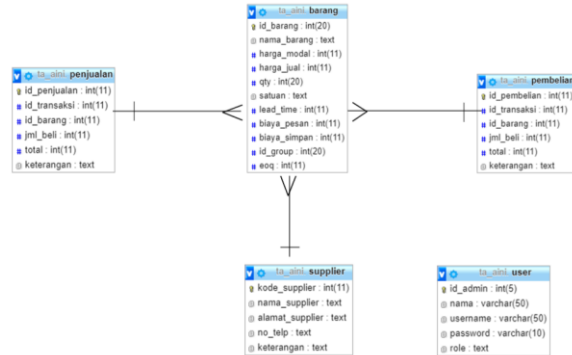 ta_aini barang
id_barang : int(20)
nama_barang : text
harga_modal : int(11)
harga_jual : int(11)
qty : int(20)
satuan : text
lead_time : int(11)
biaya_pesan : int(11)
biaya_simpan : int(11)
id_group : int(20)
eoq : int(11)
ta_aini penjualan
id_penjualan : int(11)
id_transaksi : int(11)
id_barang : int(11)
jml_beli : int(11)
total : int(11)
keterangan : text
ta_aini pembelian
id_pembelian : int(11)
id_transaksi : int(11)
id_barang : int(11)
jml_beli : int(11)
total : int(11)
keterangan : text
ta_aini supplier
kode_supplier : int(11)
nama_supplier : text
alamat_supplier : text
no_telp : text
keterangan : text
ta_aini user
id_admin : int(5)
nama : varchar(50)
username : varchar(50)
password : varchar(10)
role : text